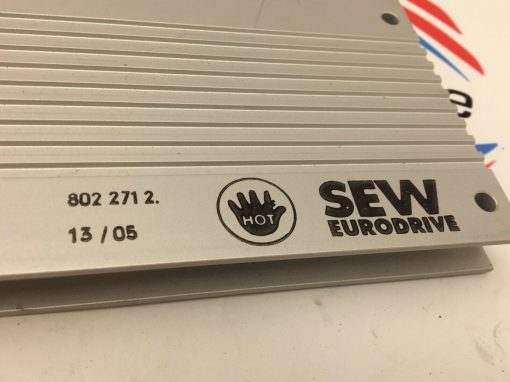 802 271 2.
13 / 05
HOT
SEW
EURODRIVE